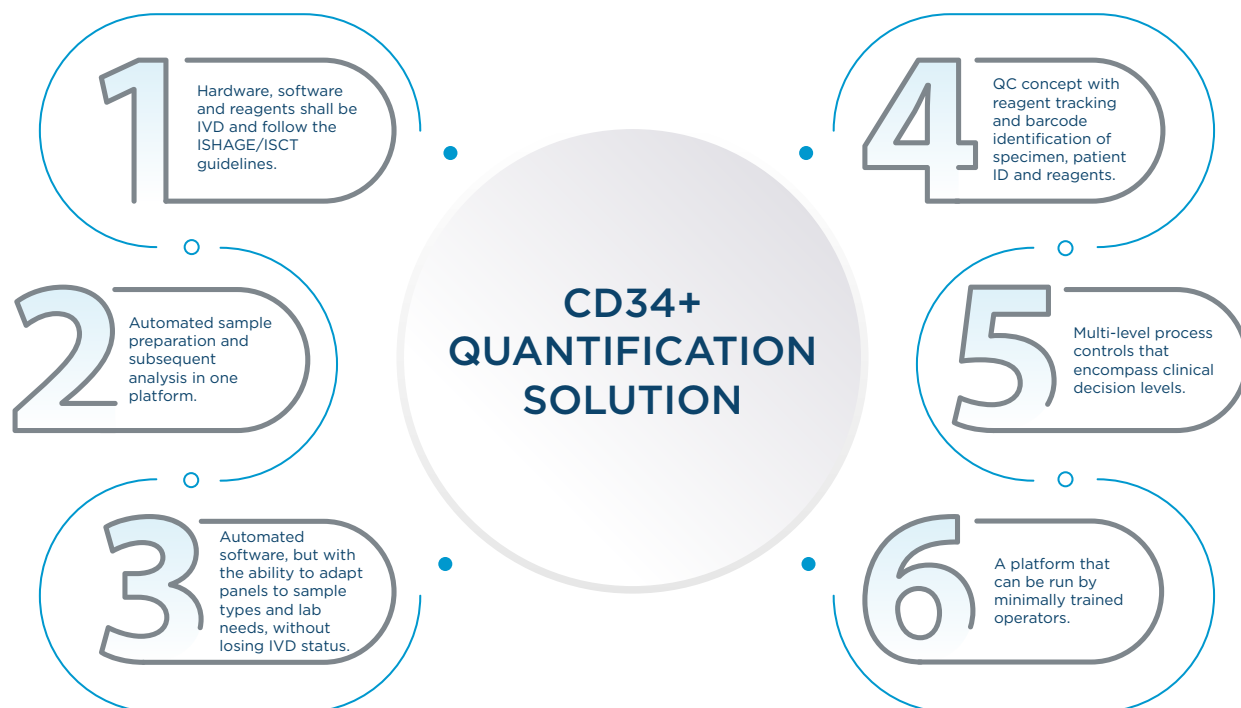 1
Hardware, software
and reagents shall be
IVD and follow the
ISHAGE/ISCT
guidelines.
2
Automated sample
preparation and
subsequent
analysis in one
platform.
3
Automated
software, but with
the ability to adapt
panels to sample
types and lab
needs, without
losing IVD status.
CD34+
QUANTIFICATION
SOLUTION
4
QC concept with
reagent tracking
and barcode
identification of
specimen, patient
ID and reagents.
5
Multi-level process
controls that
encompass clinical
decision levels.
6
A platform that
can be run by
minimally trained
operators.